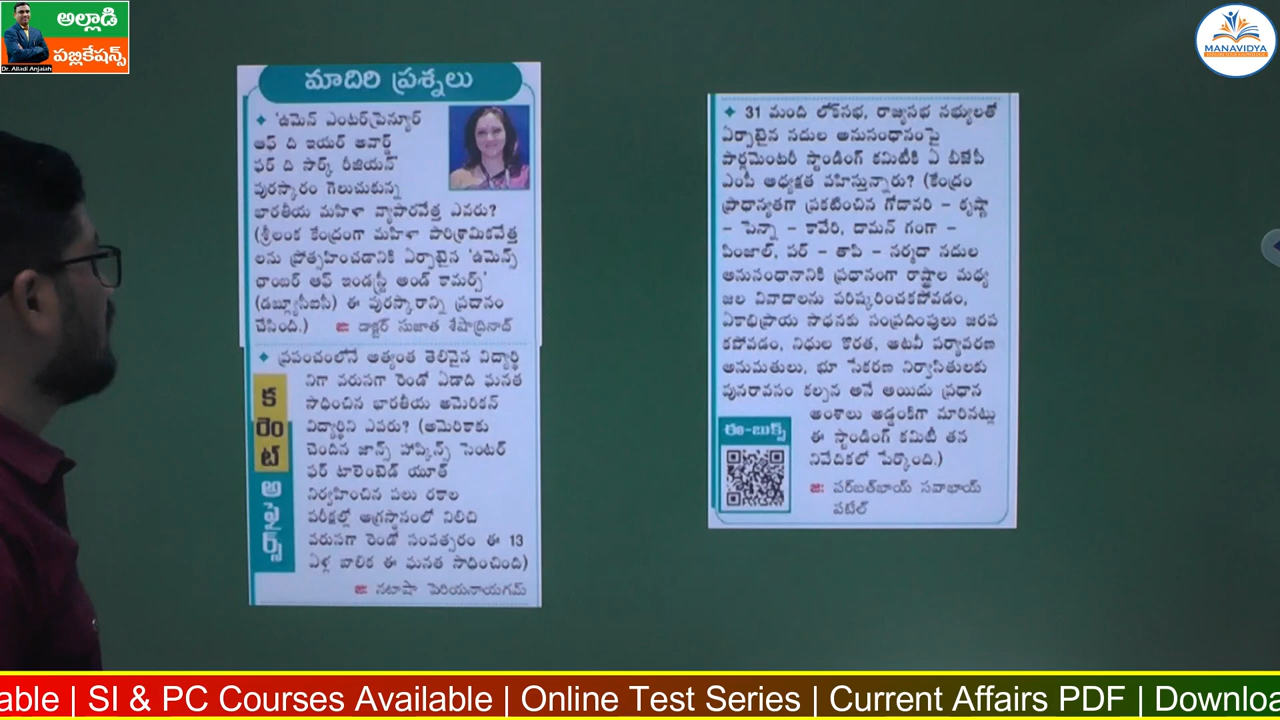 అల్లాడి
పబ్లికేషన్స్
Dr. Alladi Anjaiah
MANAVIDYA
మాదిరి ప్రశ్నలు
'ఉమెన్ ఎంటర్‌ప్రెన్యూర్
ఆఫ్ ది ఇయర్ అవార్డ్
ఫర్ ది సార్క్ రీజియన్'
పురస్కారం గెలుచుకున్న
భారతీయ మహిళా వ్యాపారవేత్త ఎవరు?
(శ్రీలంక కేంద్రంగా మహిళా పారిశ్రామికవేత్త
లను ప్రోత్సహించడానికి ఏర్పాటైన 'ఉమెన్స్
ఛాంబర్ ఆఫ్ ఇండస్ట్రీ అండ్ కామర్స్'
(డబ్ల్యూసీఐసీ) ఈ పురస్కారాన్ని ప్రదానం
చేసింది.) జ: డాక్టర్ సుజాత శేషాద్రినాథ్
ప్రపంచంలోనే అత్యంత తెలివైన విద్యార్థి
నిగా వరుసగా రెండో ఏడాది ఘనత
సాధించిన భారతీయ అమెరికన్
విద్యార్థిని ఎవరు? (అమెరికాకు
చెందిన జాన్స్ హాప్కిన్స్ సెంటర్
ఫర్ టాలెంటెడ్ యూత్
నిర్వహించిన పలు రకాల
పరీక్షల్లో అగ్రస్థానంలో నిలిచి
వరుసగా రెండో సంవత్సరం ఈ 13
ఏళ్ల బాలిక ఈ ఘనత సాధించింది)
జ: నటాషా పెరియనాయగమ్
కరెంట్
అఫైర్స్
31 మంది లోక్‌సభ, రాజ్యసభ సభ్యులతో
ఏర్పాటైన నదుల అనుసంధానంపై
పార్లమెంటరీ స్టాండింగ్ కమిటీకి ఏ బీజేపీ
ఎంపీ అధ్యక్షత వహిస్తున్నారు? (కేంద్రం
ప్రాధాన్యతగా ప్రకటించిన గోదావరి - కృష్ణా
- పెన్నా - కావేరి, దామన్ గంగా -
పింజాల్, పర్ - తాపి - నర్మదా నదుల
అనుసంధానానికి ప్రధానంగా రాష్ట్రాల మధ్య
జల వివాదాలను పరిష్కరించకపోవడం,
ఏకాభిప్రాయ సాధనకు సంప్రదింపులు జరప
కపోవడం, నిధుల కొరత, అటవీ పర్యావరణ
అనుమతులు, భూ సేకరణ నిర్వాసితులకు
పునరావాసం కల్పన అనే అయిదు ప్రధాన
అంశాలు అడ్డంకిగా మారినట్లు
ఈ స్టాండింగ్ కమిటీ తన
నివేదికలో పేర్కొంది.)
జ: పర్‌బత్‌భాయ్ సవాభాయ్
పటేల్
ఈ-బుక్స్
able | SI & PC Courses Available | Online Test Series | Current Affairs PDF | Downloa